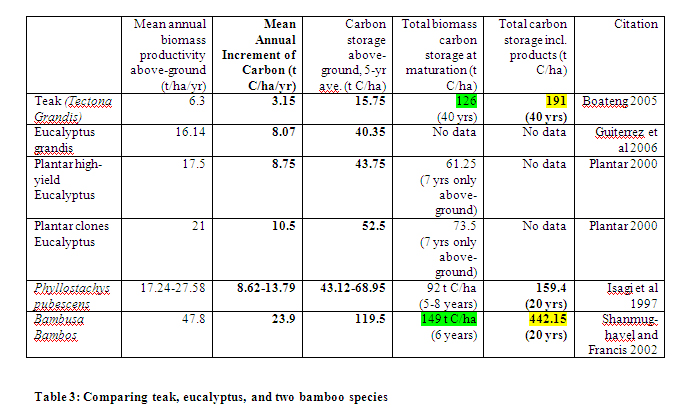 Mean annual biomass productivity above-ground (t/ha/yr) Mean Annual Increment of Carbon (t C/ha/yr) Carbon storage above-ground, 5-yr ave. (t C/ha) Total biomass carbon storage at maturation (t C/ha) Total carbon storage incl. products (t C/ha) Citation
Teak (Tectona Grandis) 6.3 3.15 15.75 126 (40 yrs) 191 (40 yrs) Boateng 2005
Eucalyptus grandis 16.14 8.07 40.35 No data No data Guiterrez et al 2006
Plantar high-yield Eucalyptus 17.5 8.75 43.75 61.25 (7 yrs only above-ground) No data Plantar 2000
Plantar clones Eucalyptus 21 10.5 52.5 73.5 (7 yrs only above-ground) No data Plantar 2000
Phyllostachys pubescens 17.24-27.58 8.62-13.79 43.12-68.95 92 t C/ha (5-8 years) 159.4 (20 yrs) Isagi et al 1997
Bambusa Bambos 47.8 23.9 119.5 149 t C/ha (6 years) 442.15 (20 yrs) Shanmug-havel and Francis 2002
Table 3: Comparing teak, eucalyptus, and two bamboo species